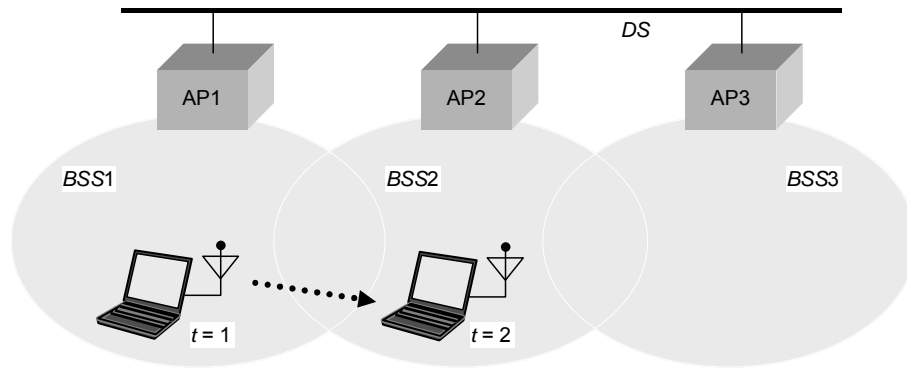 DS
AP1
AP2
AP3
BSS1
BSS2
BSS3
t = 1
t = 2